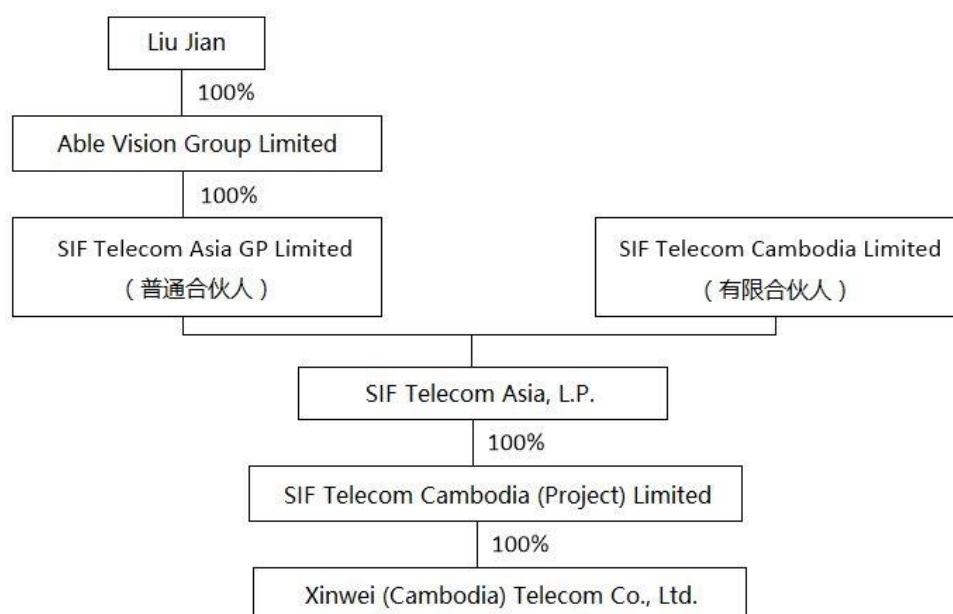 Liu Jian
100%
Able Vision Group Limited
100%
SIF Telecom Asia GP Limited
（普通合伙人）
SIF Telecom Cambodia Limited
（有限合伙人）
SIF Telecom Asia, L.P.
100%
SIF Telecom Cambodia (Project) Limited
100%
Xinwei (Cambodia) Telecom Co., Ltd.